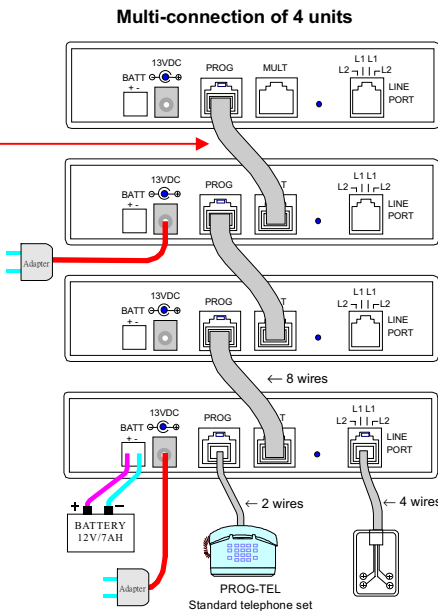 Multi-connection of 4 units
13VDC
BATT
+ -
PROG
MULT
L1 L1
L2 L2
LINE
PORT
13VDC
BATT
+ -
PROG
T
L1 L1
L2 L2
LINE
PORT
Adapter
13VDC
BATT
+ -
PROG
T
L1 L1
L2 L2
LINE
PORT
← 8 wires
13VDC
BATT
+ -
PROG
T
L1 L1
L2 L2
LINE
PORT
+ −
BATTERY
12V/7AH
← 2 wires
← 4 wires
Adapter
PROG-TEL
Standard telephone set